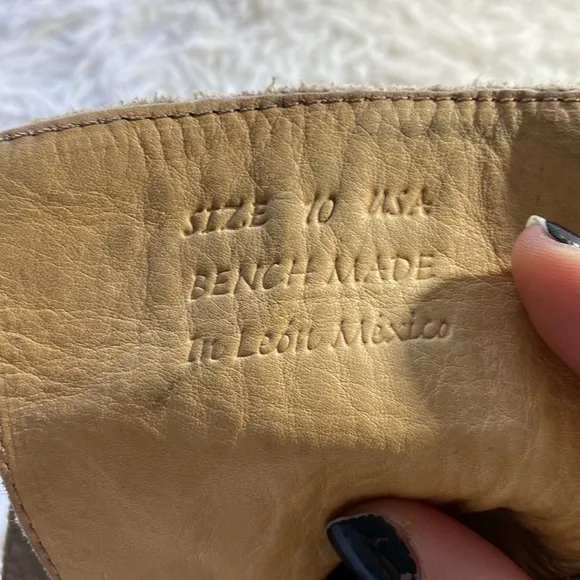 SIZE 10 USA
BENCH MADE
In León México